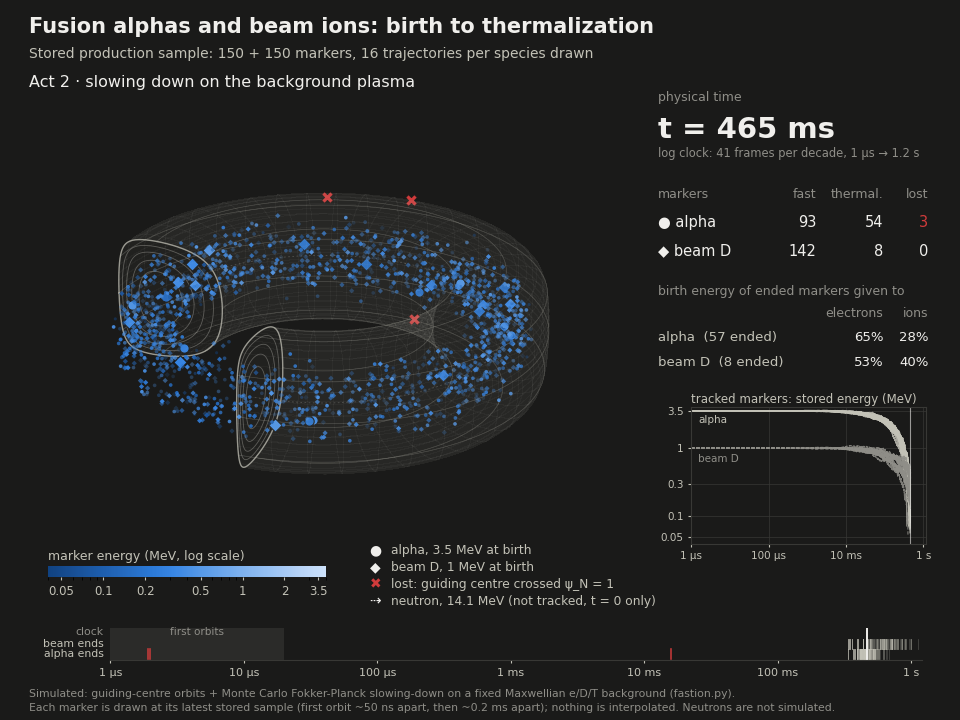 Fusion alphas and beam ions: birth to thermalization
Stored production sample: 150 + 150 markers, 16 trajectories per species drawn
Act 2 · slowing down on the background plasma
physical time
t = 465 ms
log clock: 41 frames per decade, 1 µs → 1.2 s
markers fast thermal. lost
● alpha 93 54 3
◆ beam D 142 8 0
birth energy of ended markers given to
electrons ions
alpha (57 ended) 65% 28%
beam D (8 ended) 53% 40%
tracked markers: stored energy (MeV)
3.5
alpha
1
beam D
0.3
0.1
0.05
1 µs 100 µs 10 ms 1 s
marker energy (MeV, log scale)
0.05 0.1 0.2 0.5 1 2 3.5
● alpha, 3.5 MeV at birth
◆ beam D, 1 MeV at birth
✖ lost: guiding centre crossed ψ_N = 1
⇢ neutron, 14.1 MeV (not tracked, t = 0 only)
clock first orbits
beam ends
alpha ends
1 µs 10 µs 100 µs 1 ms 10 ms 100 ms 1 s
Simulated: guiding-centre orbits + Monte Carlo Fokker-Planck slowing-down on a fixed Maxwellian e/D/T background (fastion.py).
Each marker is drawn at its latest stored sample (first orbit ~50 ns apart, then ~0.2 ms apart); nothing is interpolated. Neutrons are not simulated.